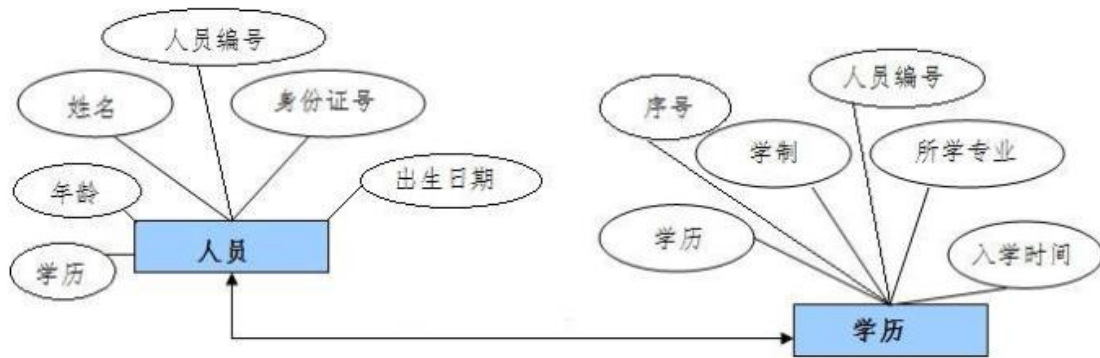 人员编号
姓名
身份证号
年龄
出生日期
学历
人员
人员编号
序号
学制
所学专业
学历
入学时间
学历